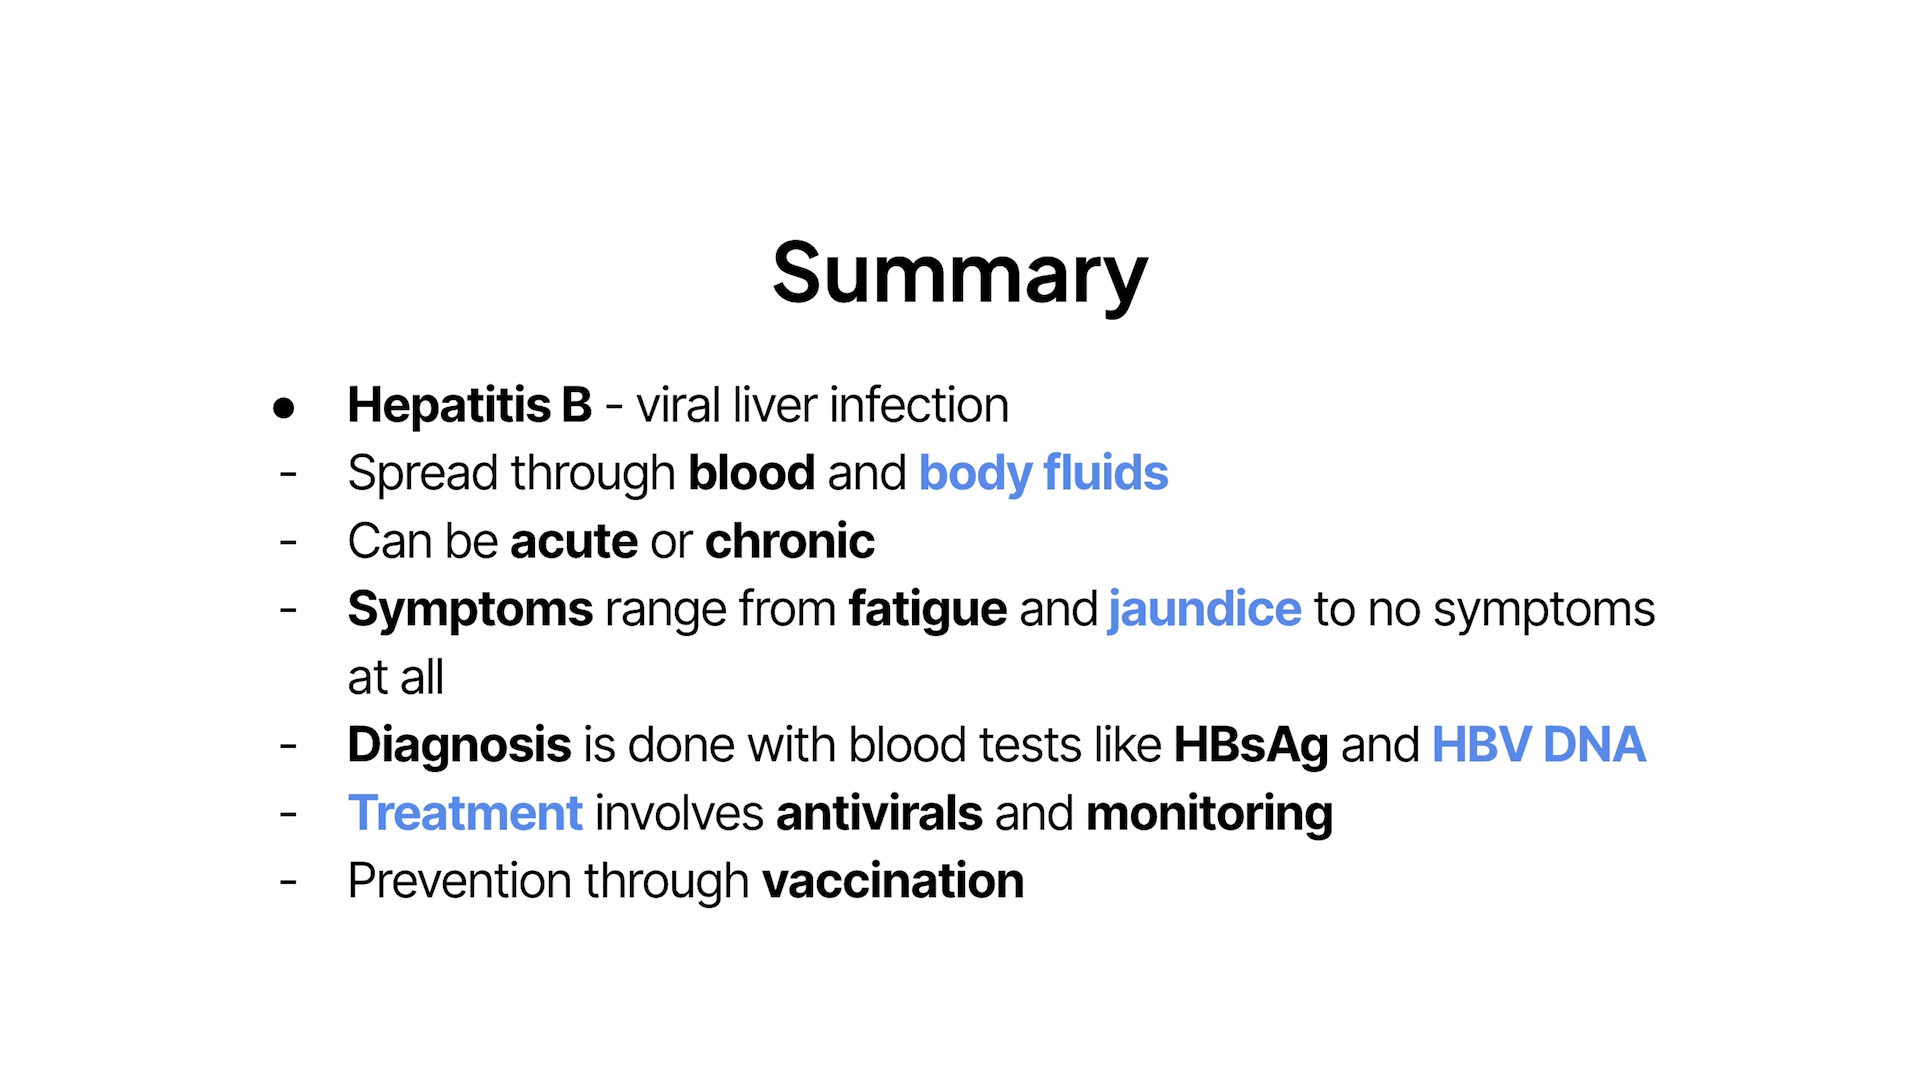 Summary
● Hepatitis B - viral liver infection
- Spread through blood and body fluids
- Can be acute or chronic
- Symptoms range from fatigue and jaundice to no symptoms
at all
- Diagnosis is done with blood tests like HBsAg and HBV DNA
- Treatment involves antivirals and monitoring
- Prevention through vaccination